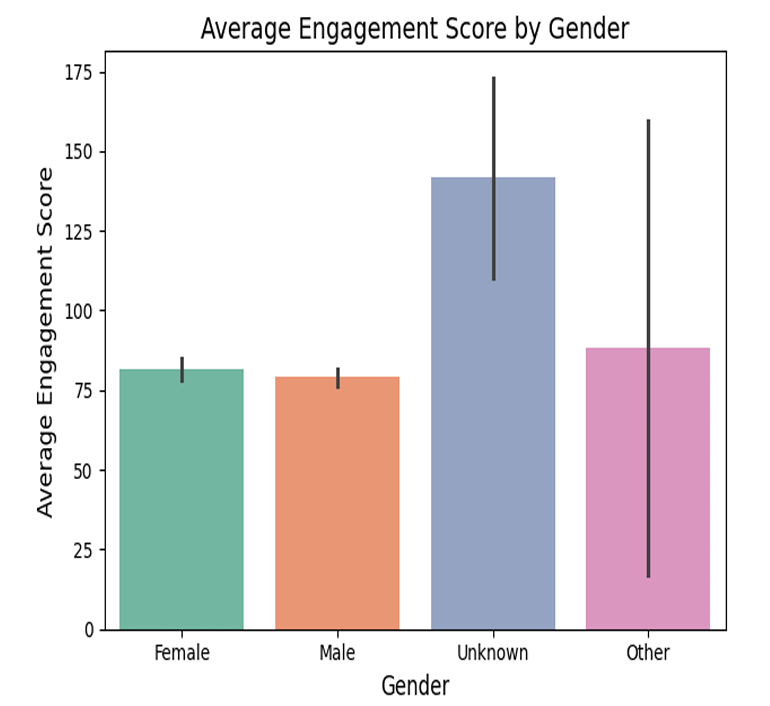 Average Engagement Score by Gender
175
150
125
100
75
50
25
0
Average Engagement Score
Female Male Unknown Other
Gender